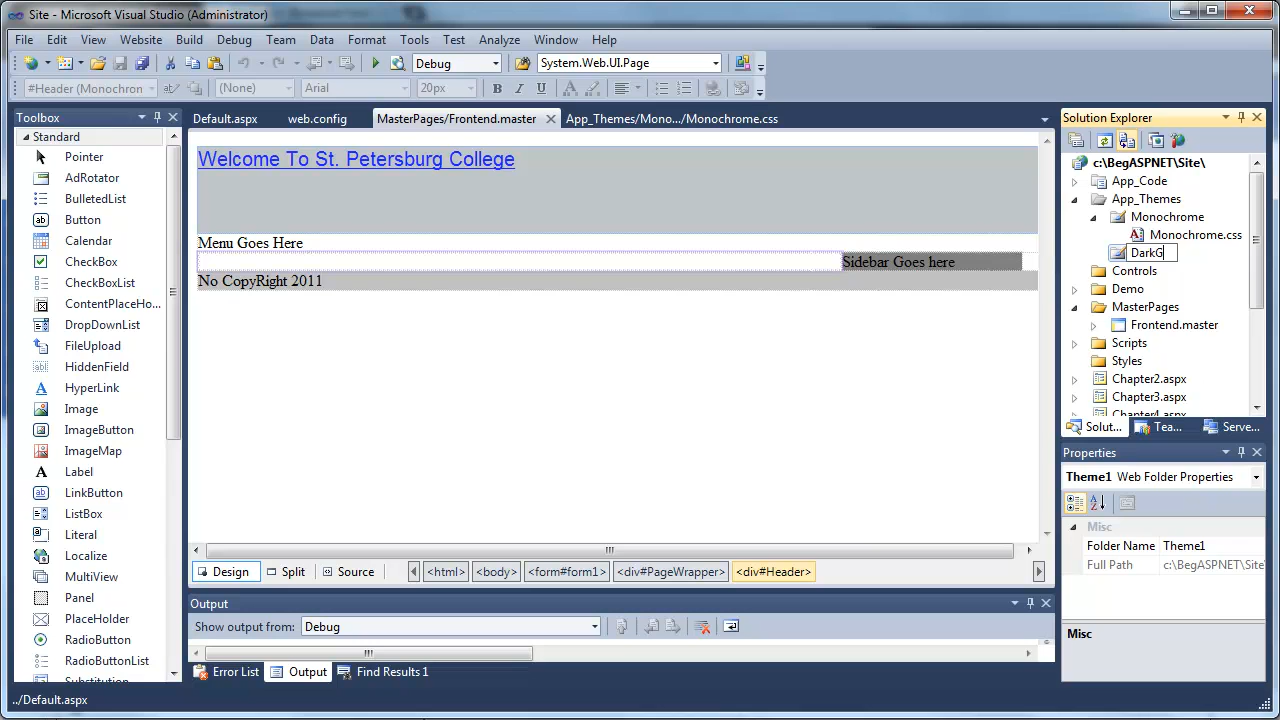 Site - Microsoft Visual Studio (Administrator)
File Edit View Website Build Debug Team Data Format Tools Test Analyze Window Help
Debug System.Web.UI.Page
#Header (Monochron (None) Arial 20px B I U A
Toolbox
Default.aspx web.config MasterPages/Frontend.master App_Themes/Mono.../Monochrome.css
Solution Explorer
Standard
Pointer
AdRotator
BulletedList
Button
Calendar
CheckBox
CheckBoxList
ContentPlaceHo...
DropDownList
FileUpload
HiddenField
HyperLink
Image
ImageButton
ImageMap
Label
LinkButton
ListBox
Literal
Localize
MultiView
Panel
PlaceHolder
RadioButton
RadioButtonList
Substitution
Welcome To St. Petersburg College
Menu Goes Here
Sidebar Goes here
No CopyRight 2011
Design Split Source <html> <body> <form#form1> <div#PageWrapper> <div#Header>
Output
Show output from: Debug
Error List Output Find Results 1
c:\BegASPNET\Site\
App_Code
App_Themes
Monochrome
Monochrome.css
DarkG
Controls
Demo
MasterPages
Frontend.master
Scripts
Styles
Chapter2.aspx
Chapter3.aspx
Chapter4.aspx
Solut... Tea... Serve...
Properties
Theme1 Web Folder Properties
Misc
Folder Name Theme1
Full Path c:\BegASPNET\Site\
Misc
../Default.aspx